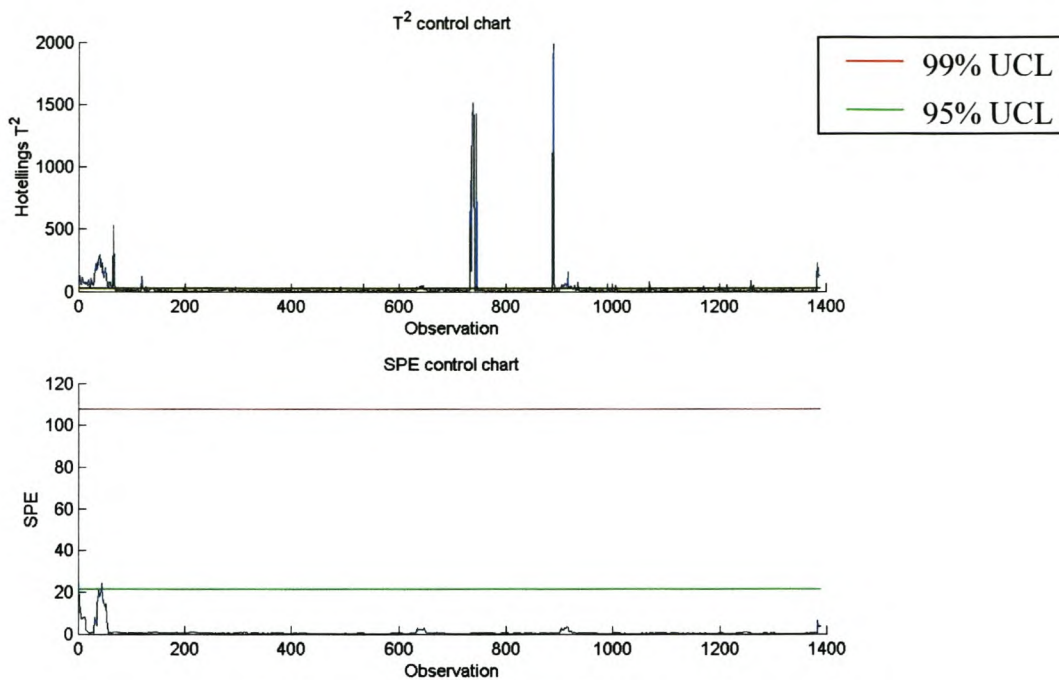 T² control chart
2000
1500
1000
500
0
Hotellings T²
0 200 400 600 800 1000 1200 1400
Observation
99% UCL
95% UCL
SPE control chart
120
100
80
60
40
20
0
SPE
0 200 400 600 800 1000 1200 1400
Observation